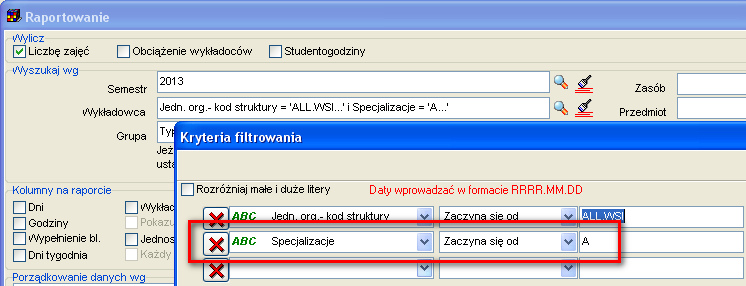 Raportowanie
Wylicz
Liczbę zajęć Obciążenie wykładoców Studentogodziny
Wyszukaj wg
Semestr 2013 Zasób
Wykładowca Jedn. org.- kod struktury = 'ALL.WSI...' i Specjalizacje = 'A...' Przedmiot
Grupa Typ
Jeż
usta
Kryteria filtrowania
Rozróżniaj małe i duże litery Daty wprowadzać w formacie RRRR.MM.DD
Kolumny na raporcie
Dni Wykład
Godziny Pokazu
Wypełnienie bl. Jednos
Dni tygodnia Każdy
Porządkowanie danych wg
ABC Jedn. org.- kod struktury Zaczyna się od ALL.WSI
ABC Specjalizacje Zaczyna się od A